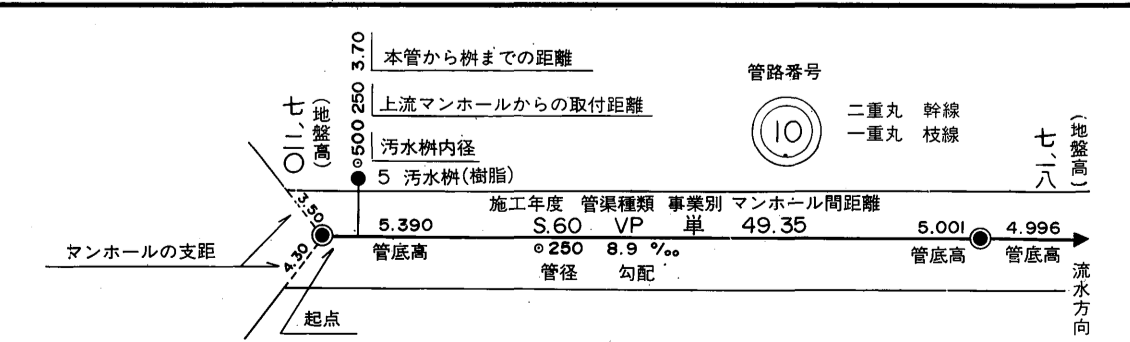 3.70
本管から桝までの距離
250
上流マンホールからの取付距離
⊙500
汚水桝内径
5 汚水桝(樹脂)
七、二〇
(地盤高)
管路番号
10
二重丸 幹線
一重丸 枝線
七、一八
(地盤高)
施工年度 管渠種類 事業別 マンホール間距離
5.390 S.60 VP 単 49.35 5.001 4.996
管底高 ⊙250 8.9 ‰ 管底高 管底高
管径 勾配
3.50
マンホールの支距
4.30
起点
流水方向